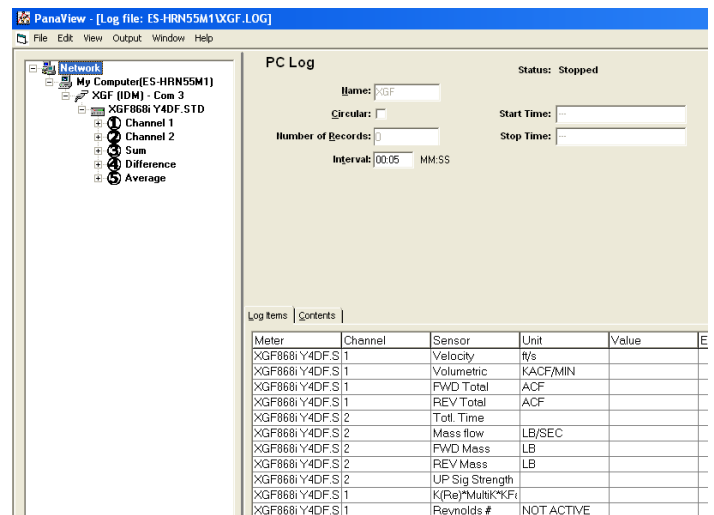 PanaView - [Log file: ES-HRN55M1\XGF.LOG]
File Edit View Output Window Help
Network
My Computer(ES-HRN55M1)
XGF (IDM) - Com 3
XGF868i Y4DF.STD
1 Channel 1
2 Channel 2
3 Sum
4 Difference
5 Average
PC Log
Status: Stopped
Name: XGF
Circular:
Start Time: --
Number of Records: 0
Stop Time: --
Interval: 00:05 MM:SS
Log Items Contents
Meter Channel Sensor Unit Value E
XGF868i Y4DF.S 1 Velocity ft/s
XGF868i Y4DF.S 1 Volumetric KACF/MIN
XGF868i Y4DF.S 1 FWD Total ACF
XGF868i Y4DF.S 1 REV Total ACF
XGF868i Y4DF.S 2 Totl. Time
XGF868i Y4DF.S 2 Mass flow LB/SEC
XGF868i Y4DF.S 2 FWD Mass LB
XGF868i Y4DF.S 2 REV Mass LB
XGF868i Y4DF.S 2 UP Sig Strength
XGF868i Y4DF.S 1 K(Re)*MultiK*KFa
XGF868i Y4DF.S 1 Reynolds # NOT ACTIVE